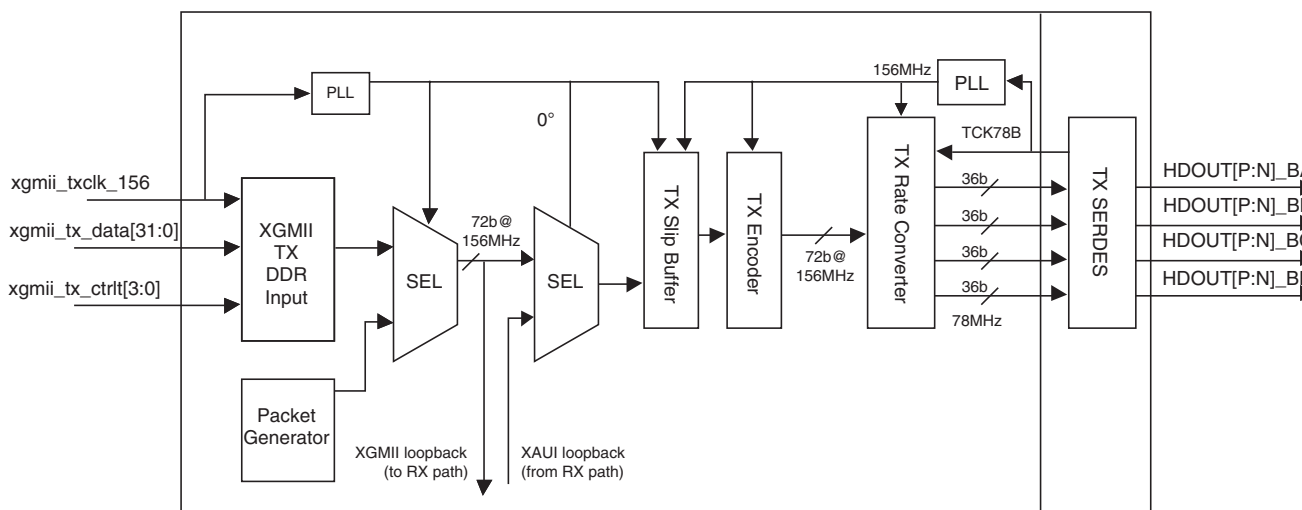 156MHz
PLL
PLL
0°
TCK78B
xgmii_txclk_156
xgmii_tx_data[31:0]
xgmii_tx_ctrlt[3:0]
XGMII
TX
DDR
Input
SEL
72b@
156MHz
SEL
TX Slip Buffer
TX Encoder
72b@
156MHz
TX Rate Converter
36b
36b
36b
36b
78MHz
TX SERDES
HDOUT[P:N]_BA
HDOUT[P:N]_B
HDOUT[P:N]_B
HDOUT[P:N]_B
Packet
Generator
XGMII loopback
(to RX path)
XAUI loopback
(from RX path)